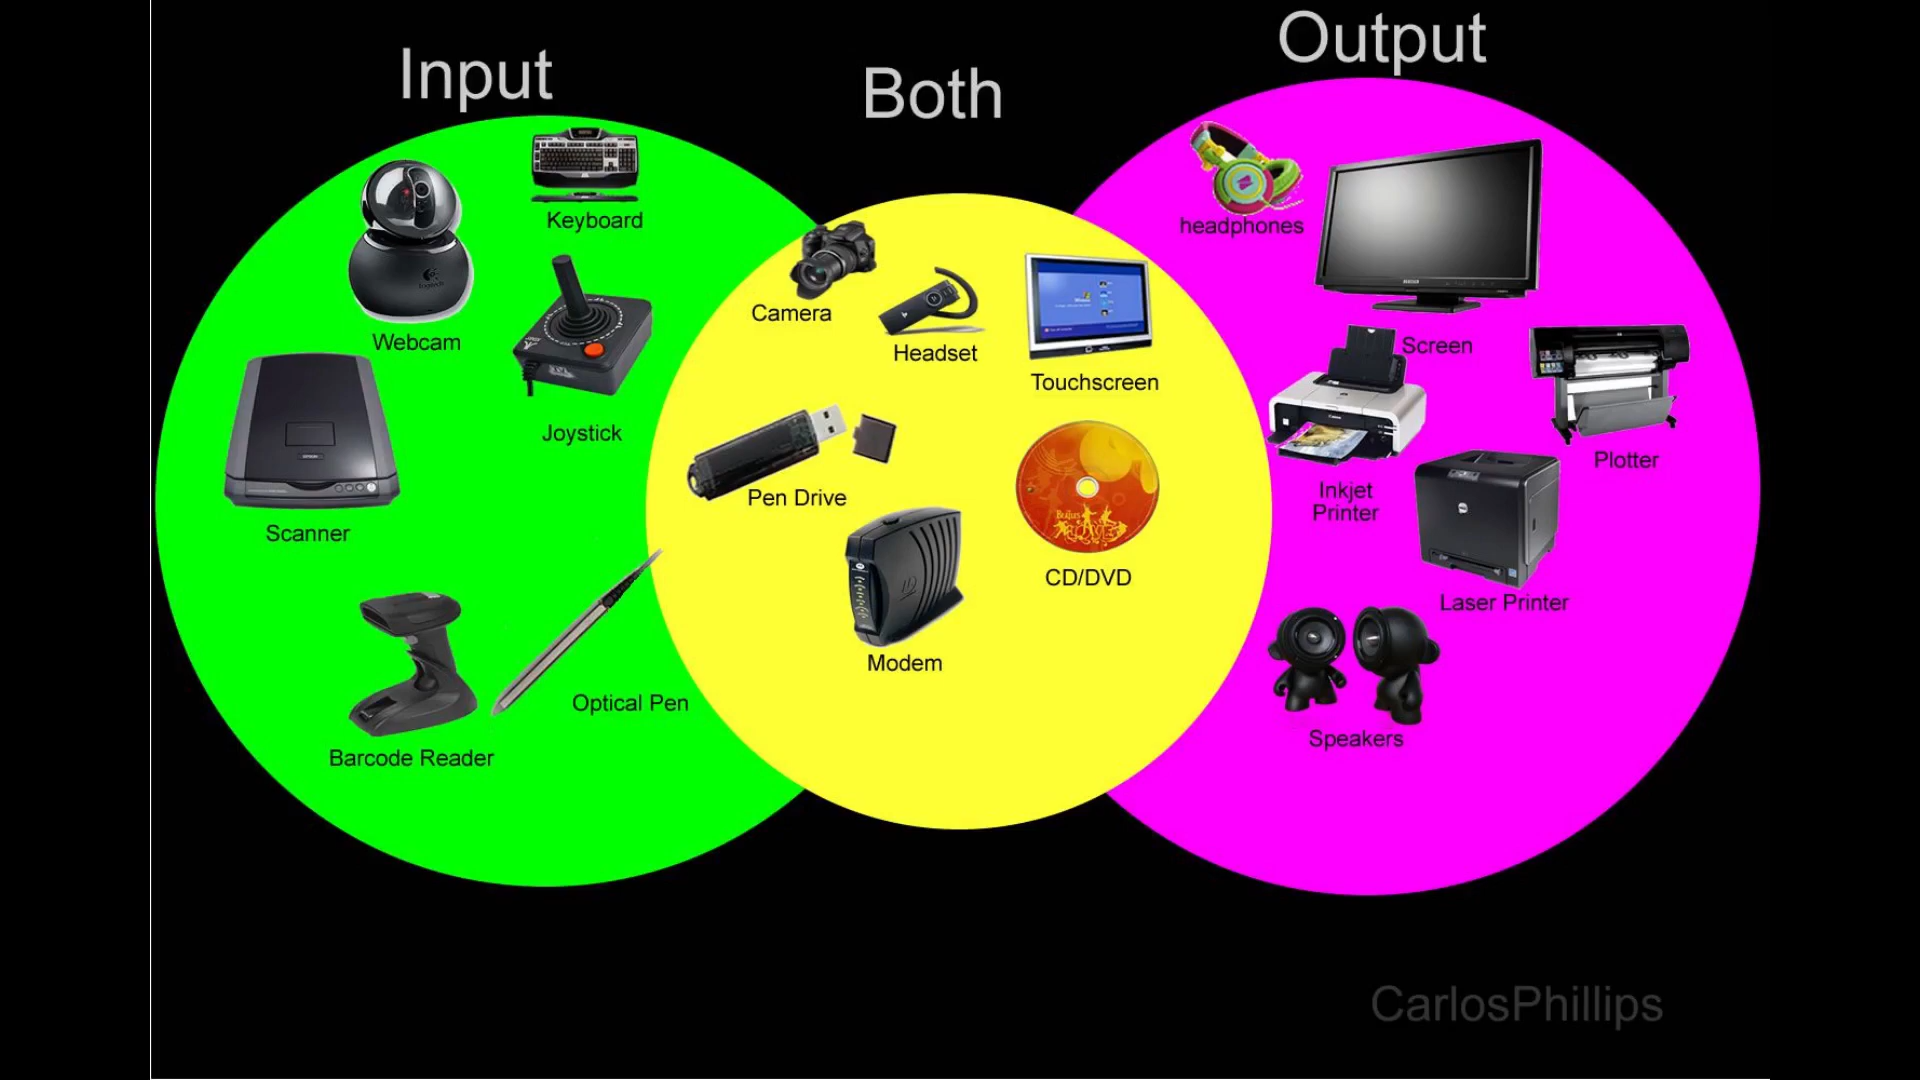 Input
Both
Output
Keyboard
Webcam
Joystick
Scanner
Barcode Reader
Optical Pen
Camera
Headset
Touchscreen
Pen Drive
CD/DVD
Modem
headphones
Screen
Plotter
Inkjet
Printer
Laser Printer
Speakers
CarlosPhillips